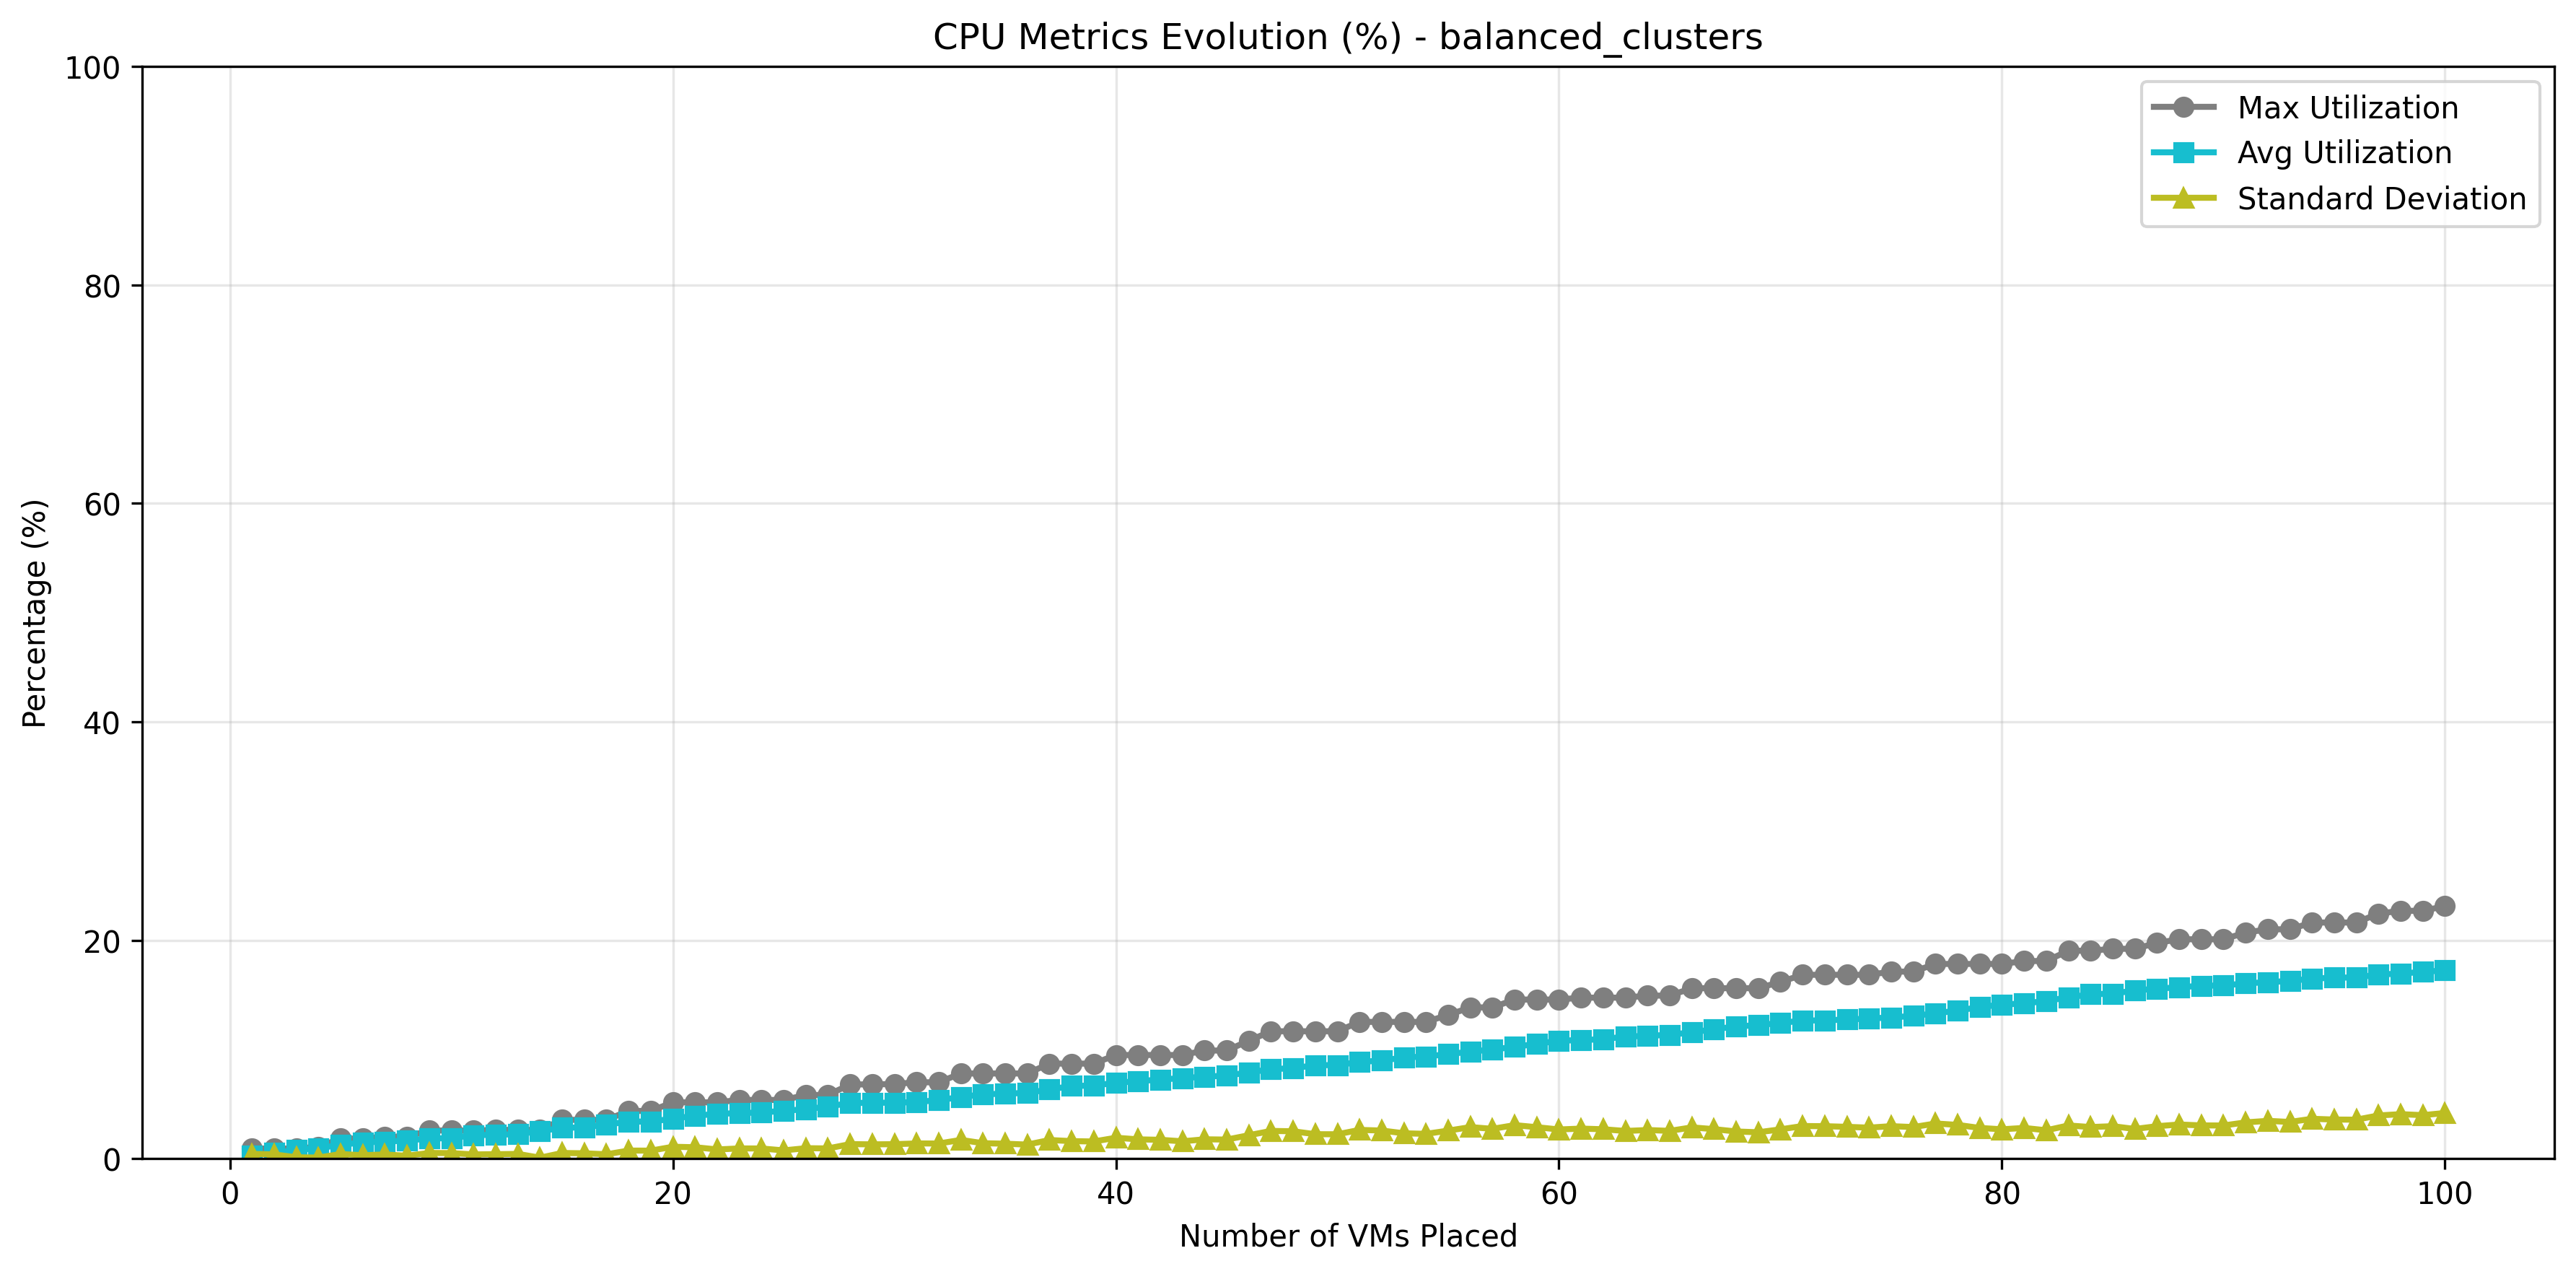 CPU Metrics Evolution (%) - balanced_clusters
100
80
60
40
20
0
Percentage (%)
Max Utilization
Avg Utilization
Standard Deviation
0 20 40 60 80 100
Number of VMs Placed